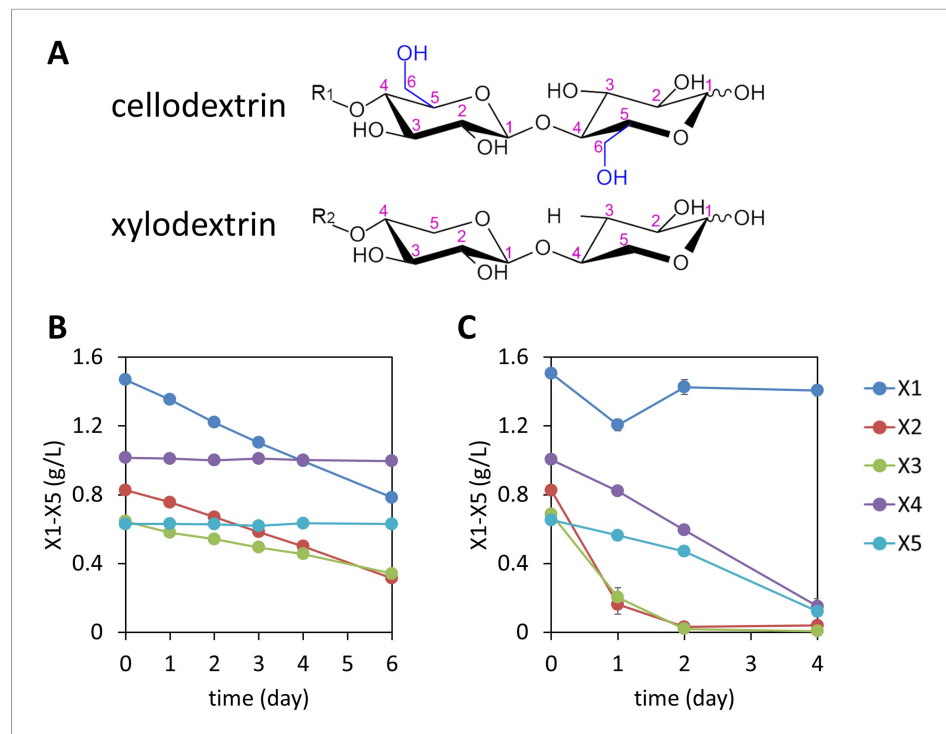 A
cellodextrin
OH
6
R1
O
4
5
O
HO
3
2
OH
1
O
4
HO
3
5
2
OH
1
OH
O
6
OH
xylodextrin
R2
O
4
5
O
HO
3
2
OH
1
O
4
H
3
5
2
OH
1
OH
O
B
X1-X5 (g/L)
1.6
1.2
0.8
0.4
0
0 1 2 3 4 5 6
time (day)
C
X1-X5 (g/L)
1.6
1.2
0.8
0.4
0
0 1 2 3 4
time (day)
X1
X2
X3
X4
X5